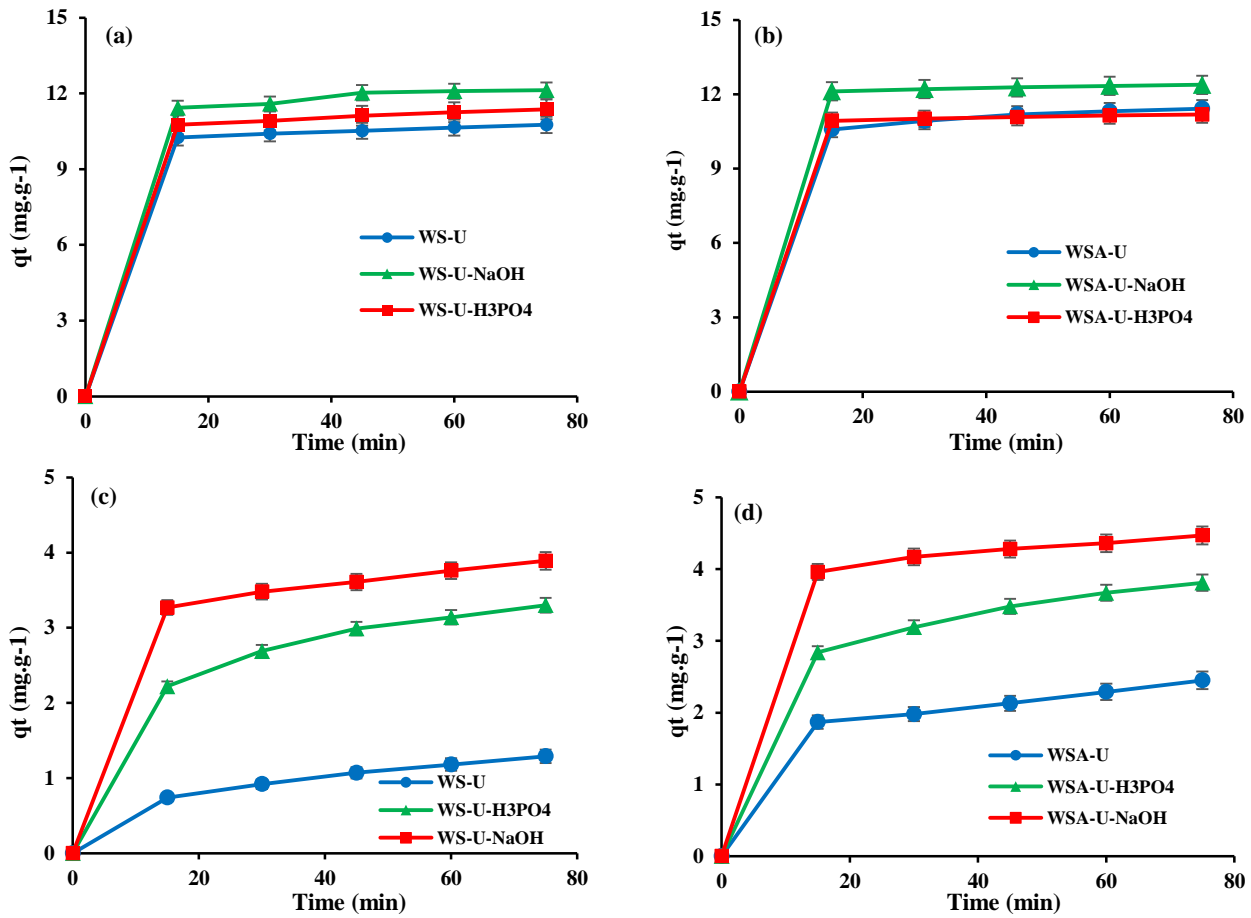 (a)
15
12
9
6
3
0
qt (mg.g-1)
WS-U
WS-U-NaOH
WS-U-H3PO4
0 20 40 60 80
Time (min)
(b)
15
12
9
6
3
0
qt (mg.g-1)
WSA-U
WSA-U-NaOH
WSA-U-H3PO4
0 20 40 60 80
Time (min)
(c)
5
4
3
2
1
0
qt (mg.g-1)
WS-U
WS-U-H3PO4
WS-U-NaOH
0 20 40 60 80
Time (min)
(d)
5
4
3
2
1
0
qt (mg.g-1)
WSA-U
WSA-U-H3PO4
WSA-U-NaOH
0 20 40 60 80
Time (min)